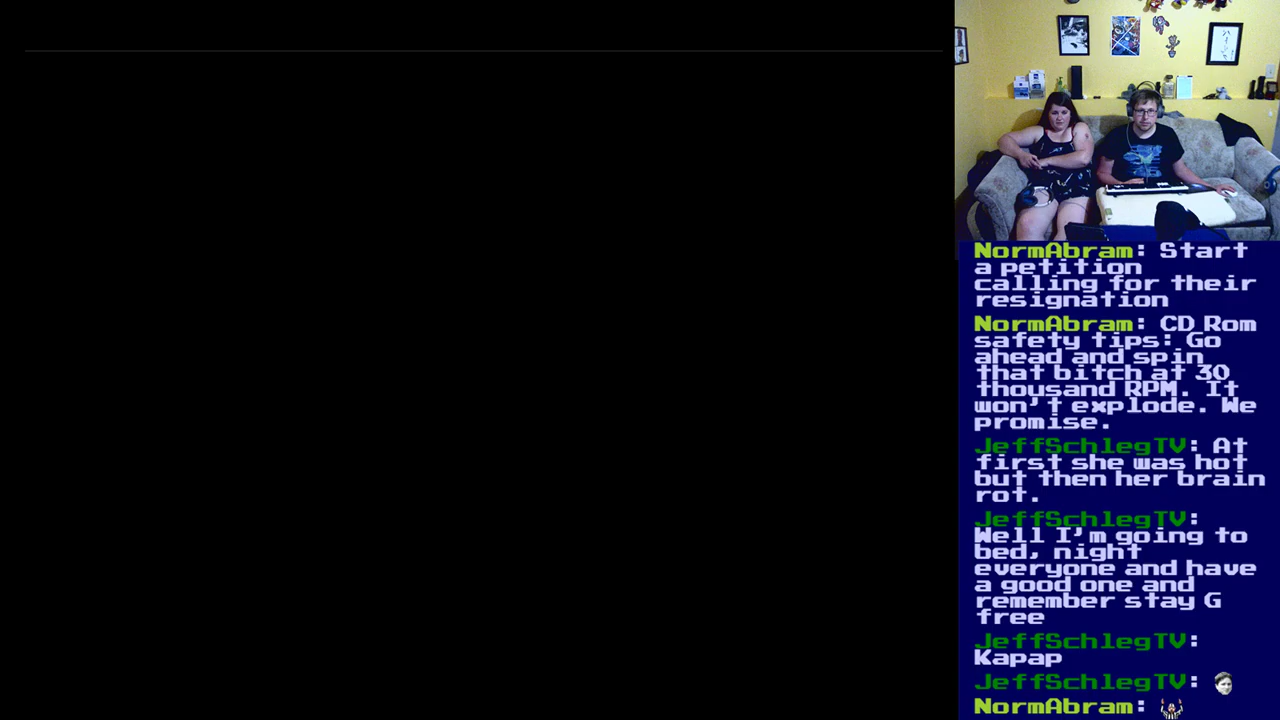 NormAbram: Start
a petition
calling for their
resignation
NormAbram: CD Rom
safety tips: Go
ahead and spin
that bitch at 30
thousand RPM. It
won't explode. We
promise.
JeffSchlegTV: At
first she was hot
but then her brain
rot.
JeffSchlegTV:
Well I'm going to
bed, night
everyone and have
a good one and
remember stay G
free
JeffSchlegTV:
Kapap
JeffSchlegTV:
NormAbram: